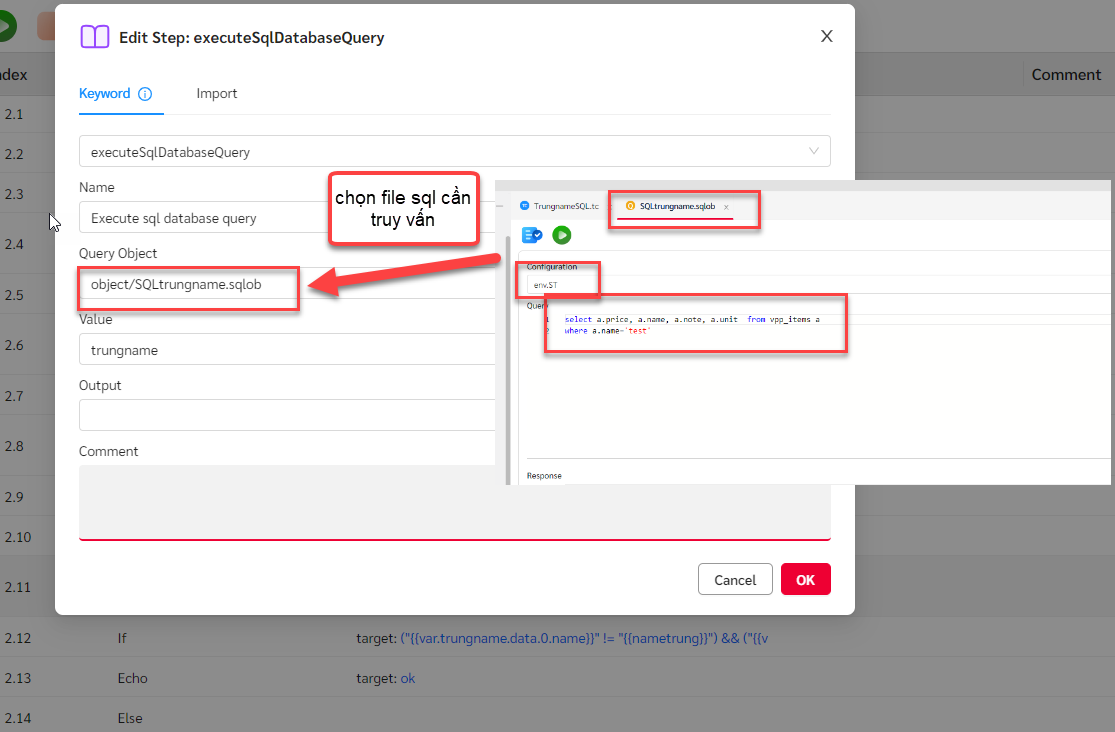 Edit Step: executeSqlDatabaseQuery
X
ndex
Comment
Keyword
Import
2.1
executeSqlDatabaseQuery
2.2
Name
2.3
Execute sql database query
chọn file sql cần
truy vấn
TrungnameSQL.tc
SQLtrungname.sqlob ×
2.4
Query Object
Configuration
object/SQLtrungname.sqlob
env.ST
2.5
Query
Value
1 select a.price, a.name, a.note, a.unit from vpp_items a
2 where a.name='test'
2.6
trungname
Output
2.7
2.8
Comment
Response
2.9
2.10
2.11
Cancel
OK
2.12 If target: ("{{var.trungname.data.0.name}}" != "{{nametrung}}") && ("{{v
2.13 Echo target: ok
2.14 Else